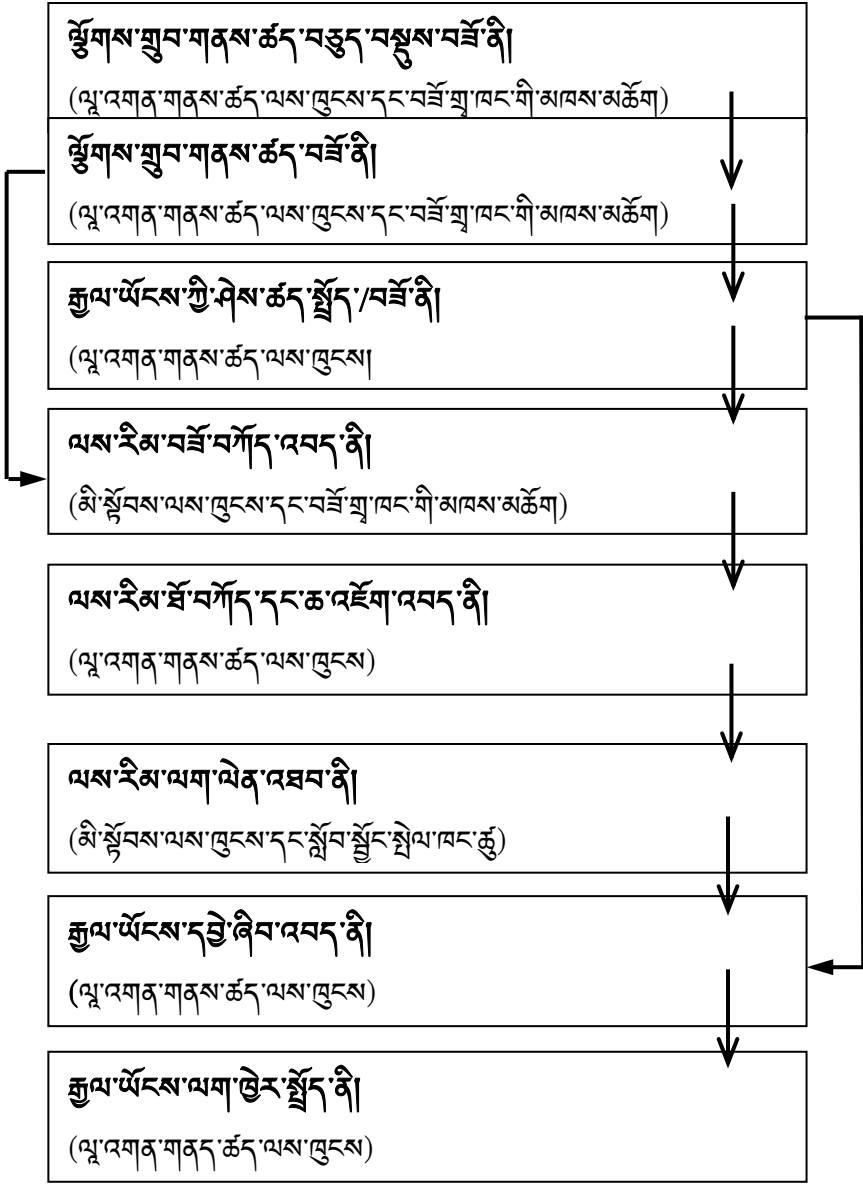 ལྕོགས་གྲུབ་གནས་ཚད་བཅུད་བསྡུས་བཟོ་ནི།
(ལཱ་འགན་གནས་ཚད་ལས་ཁུངས་དང་བཟོ་གྲྭ་ཁང་གི་མཁས་མཆོག)
ལྕོགས་གྲུབ་གནས་ཚད་བཟོ་ནི།
(ལཱ་འགན་གནས་ཚད་ལས་ཁུངས་དང་བཟོ་གྲྭ་ཁང་གི་མཁས་མཆོག)
རྒྱལ་ཡོངས་ཀྱི་ཤེས་ཚད་སྤྲོད་/བཟོ་ནི།
(ལཱ་འགན་གནས་ཚད་ལས་ཁུངས།
ལས་རིམ་བཟོ་བཀོད་འབད་ནི།
(མི་སྟོབས་ལས་ཁུངས་དང་བཟོ་གྲྭ་ཁང་གི་མཁས་མཆོག)
ལས་རིམ་ཐོ་བཀོད་དང་ཆ་འཇོག་འབད་ནི།
(ལཱ་འགན་གནས་ཚད་ལས་ཁུངས)
ལས་རིམ་ལག་ལེན་འཐབ་ནི།
(མི་སྟོབས་ལས་ཁུངས་དང་སློབ་སྦྱོང་སྤེལ་ཁང་ཚུ)
རྒྱལ་ཡོངས་དབྱེ་ཞིབ་འབད་ནི།
(ལཱ་འགན་གནས་ཚད་ལས་ཁུངས)
རྒྱལ་ཡོངས་ལག་ཁྱེར་སྤྲོད་ནི།
(ལཱ་འགན་གནད་ཚད་ལས་ཁུངས)